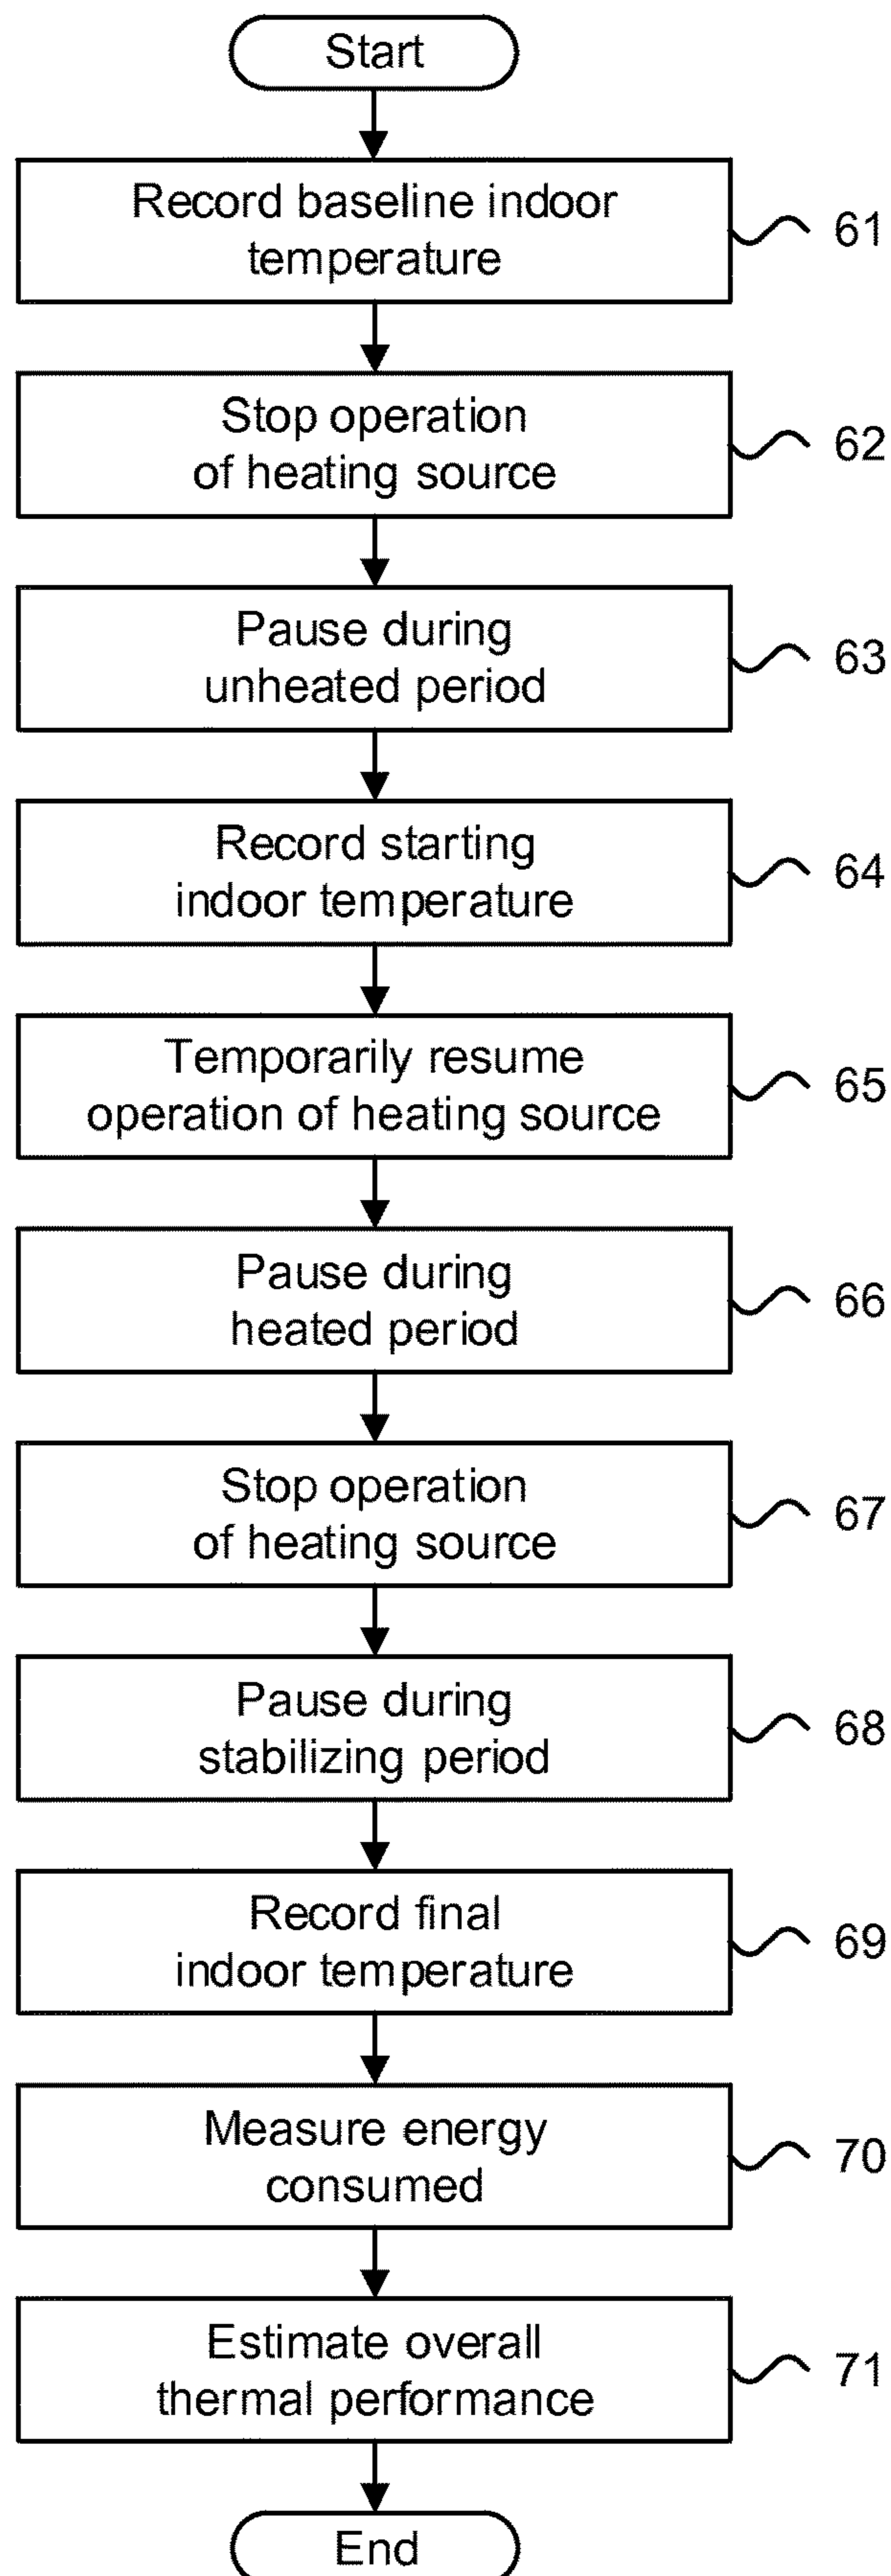 Start
Record baseline indoor
temperature
61
Stop operation
of heating source
62
Pause during
unheated period
63
Record starting
indoor temperature
64
Temporarily resume
operation of heating source
65
Pause during
heated period
66
Stop operation
of heating source
67
Pause during
stabilizing period
68
Record final
indoor temperature
69
Measure energy
consumed
70
Estimate overall
thermal performance
71
End